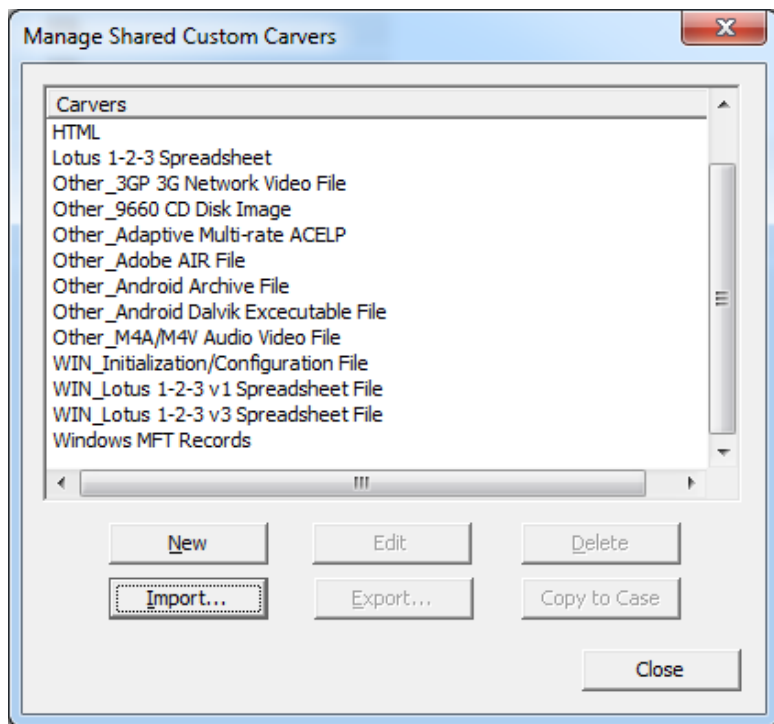 Manage Shared Custom Carvers
Carvers
HTML
Lotus 1-2-3 Spreadsheet
Other_3GP 3G Network Video File
Other_9660 CD Disk Image
Other_Adaptive Multi-rate ACELP
Other_Adobe AIR File
Other_Android Archive File
Other_Android Dalvik Excecutable File
Other_M4A/M4V Audio Video File
WIN_Initialization/Configuration File
WIN_Lotus 1-2-3 v1 Spreadsheet File
WIN_Lotus 1-2-3 v3 Spreadsheet File
Windows MFT Records
New Edit Delete
Import... Export... Copy to Case
Close